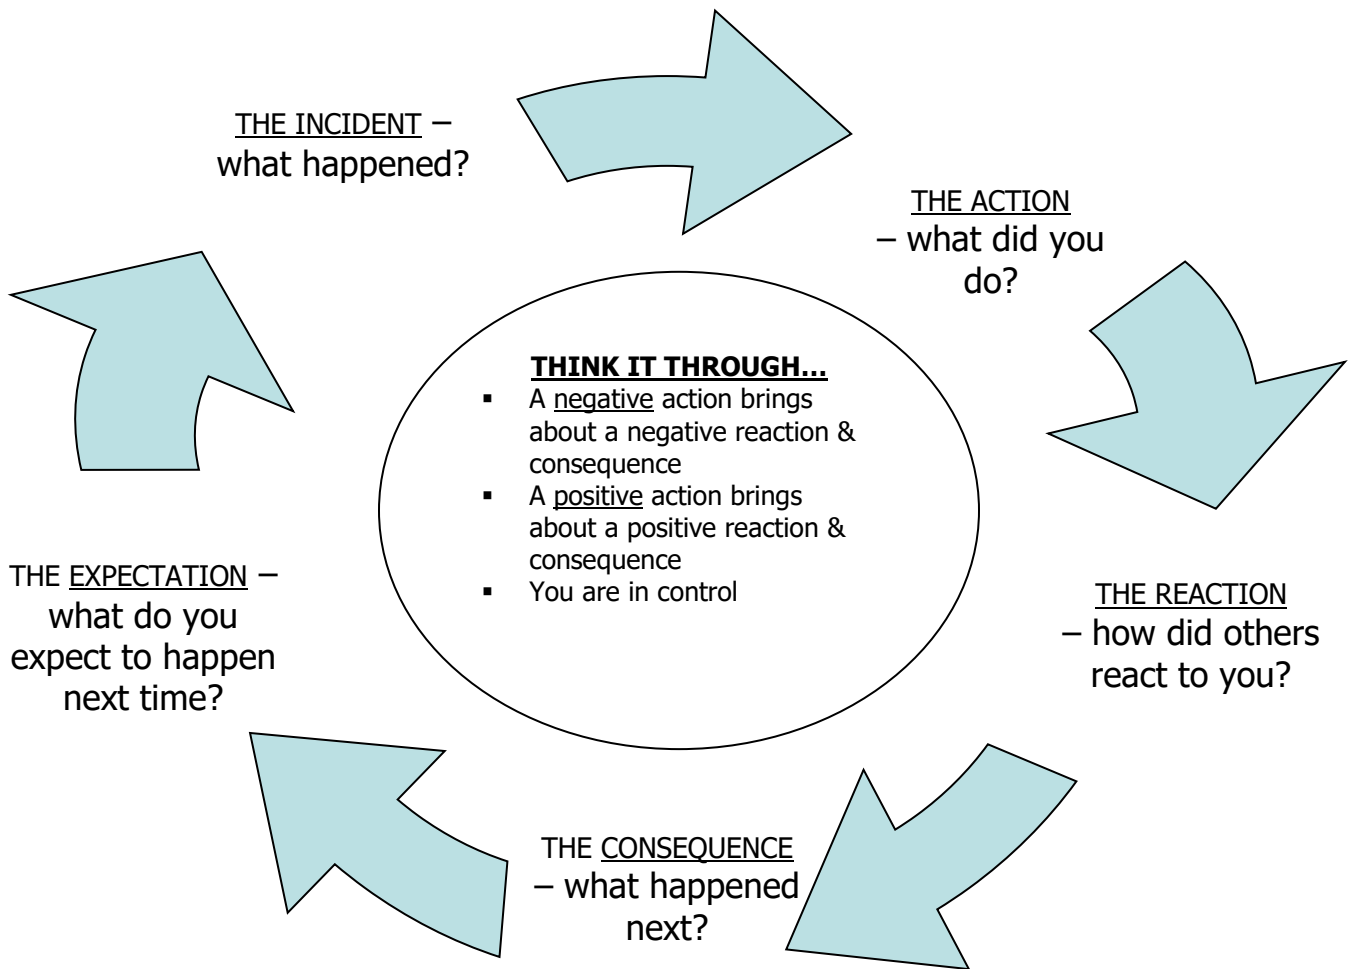 THE INCIDENT –
what happened?
THE ACTION
– what did you
do?
THINK IT THROUGH…
▪ A negative action brings
about a negative reaction &
consequence
▪ A positive action brings
about a positive reaction &
consequence
▪ You are in control
THE REACTION
– how did others
react to you?
THE CONSEQUENCE
– what happened
next?
THE EXPECTATION –
what do you
expect to happen
next time?